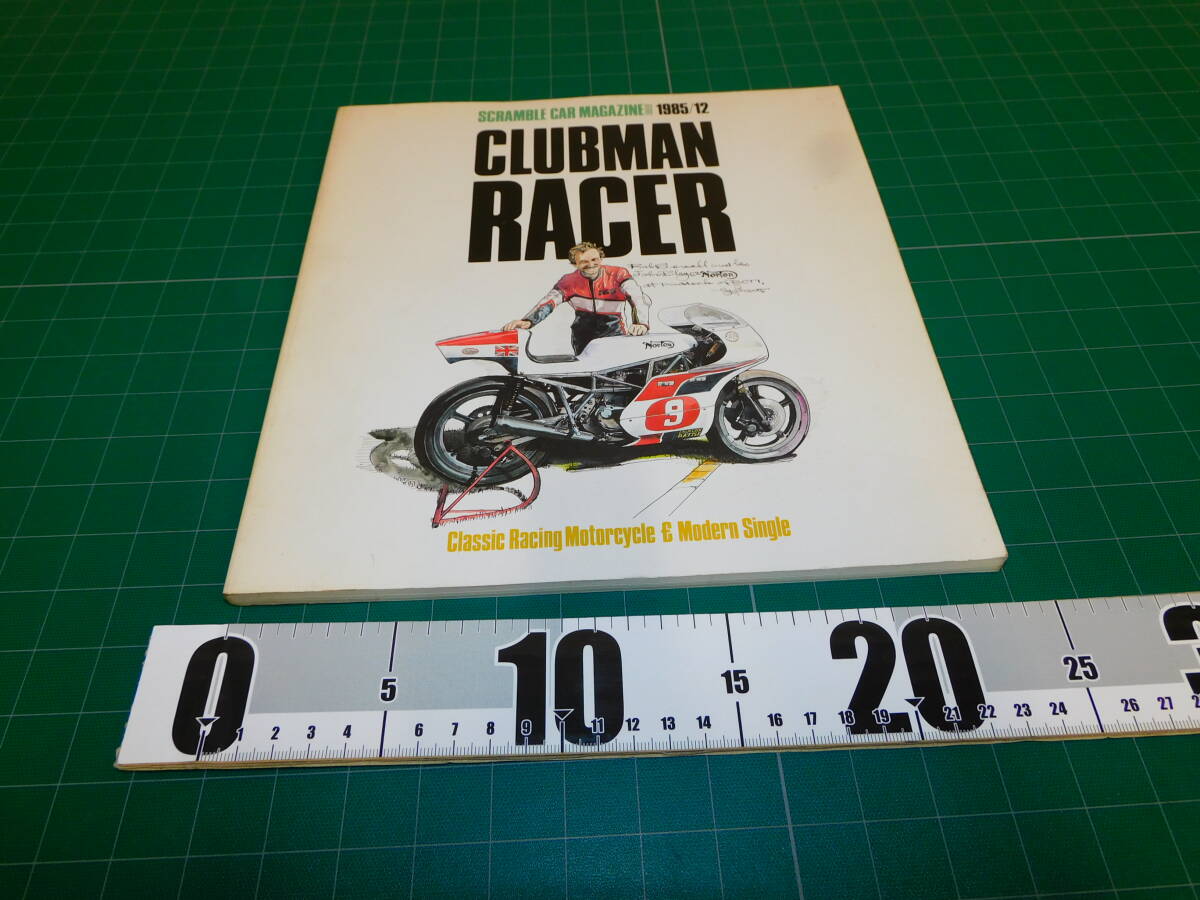 SCRAMBLE CAR MAGAZINE 1985/12
CLUBMAN
RACER
Norton
Norton
9
Classic Racing Motorcycle & Modern Single
0 10 20
5 15 25
1 2 3 4 6 7 8 9 11 12 13 14 16 17 18 19 21 22 23 24 26 27